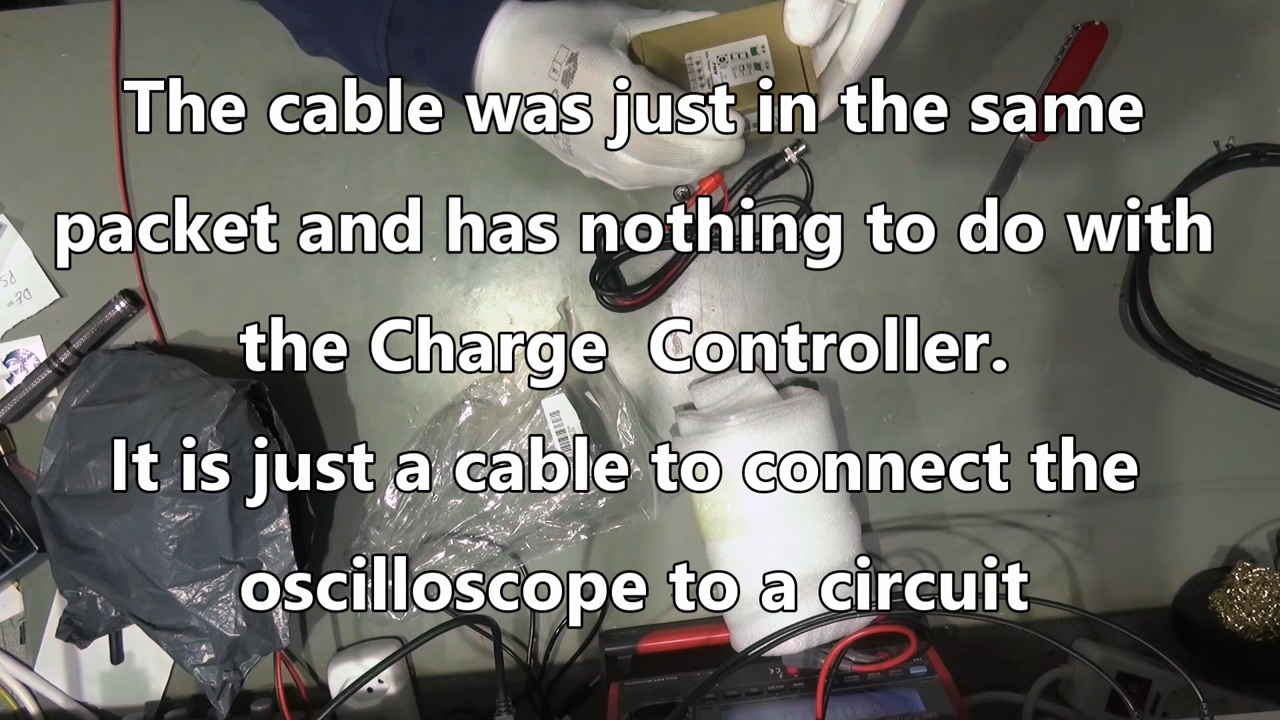 The cable was just in the same
packet and has nothing to do with
the Charge Controller.
It is just a cable to connect the
oscilloscope to a circuit